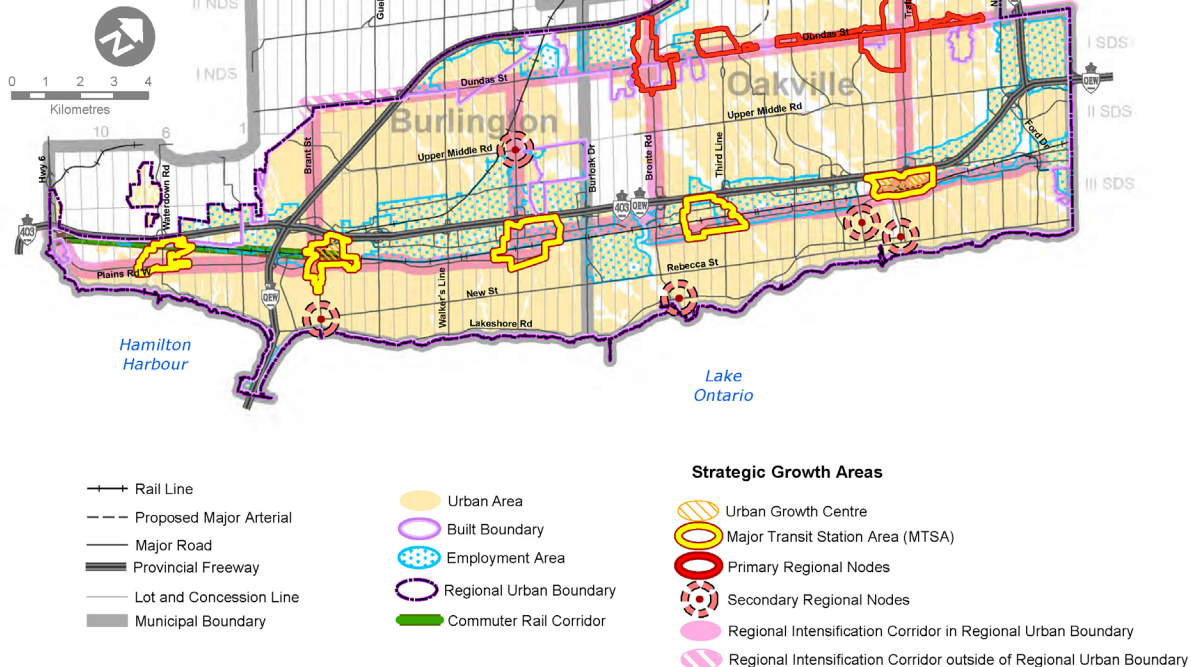 II NDS
I NDS
0 1 2 3 4
Kilometres
N
10
6
1
Hwy 6
Waterdown Rd
403
Plains Rd W
Brant St
QEW
Burlington
Dundas St
Upper Middle Rd
Walker's Line
New St
Lakeshore Rd
Burloak Dr
Rebecca St
403
QEW
Bronte Rd
Third Line
Oakville
Dundas St
Upper Middle Rd
Ford Dr
QEW
I SDS
II SDS
III SDS
Hamilton
Harbour
Lake
Ontario
Rail Line
Proposed Major Arterial
Major Road
Provincial Freeway
Lot and Concession Line
Municipal Boundary
Urban Area
Built Boundary
Employment Area
Regional Urban Boundary
Commuter Rail Corridor
Strategic Growth Areas
Urban Growth Centre
Major Transit Station Area (MTSA)
Primary Regional Nodes
Secondary Regional Nodes
Regional Intensification Corridor in Regional Urban Boundary
Regional Intensification Corridor outside of Regional Urban Boundary